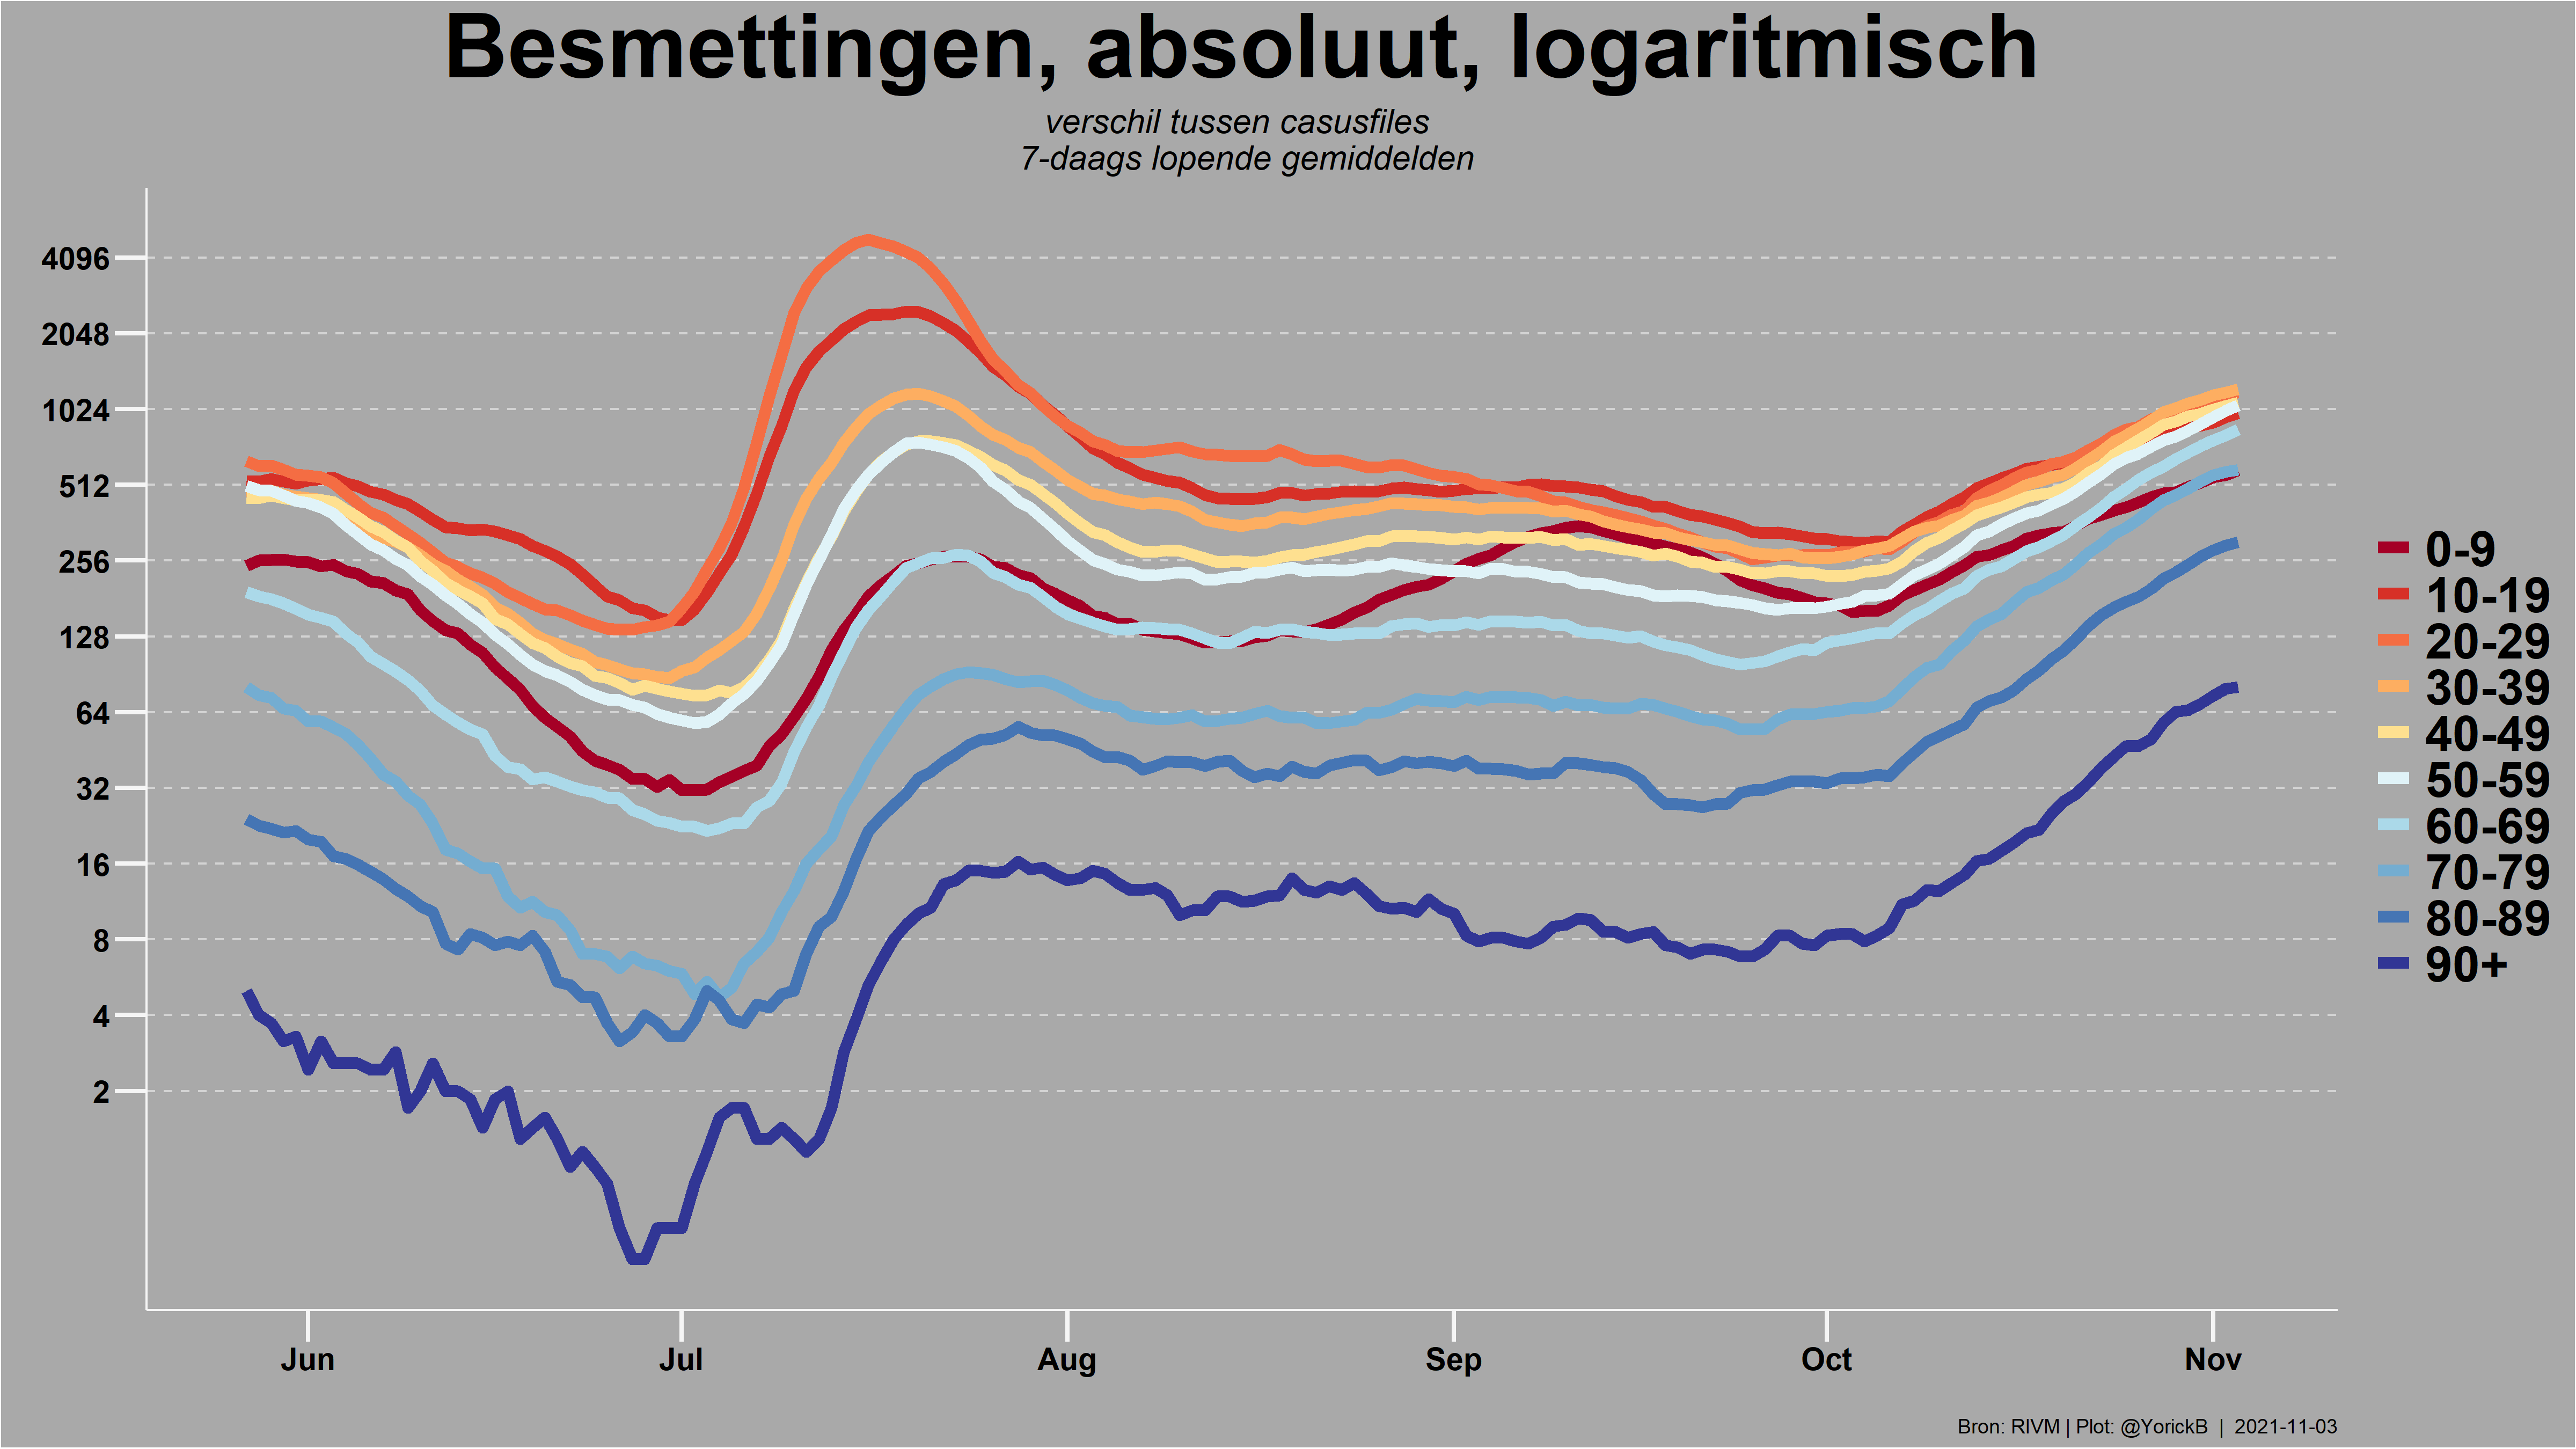 Besmettingen, absoluut, logaritmisch
verschil tussen casusfiles
7-daags lopende gemiddelden
4096
2048
1024
512
256
128
64
32
16
8
4
2
Jun
Jul
Aug
Sep
Oct
Nov
0-9
10-19
20-29
30-39
40-49
50-59
60-69
70-79
80-89
90+
Bron: RIVM | Plot: @YorickB | 2021-11-03